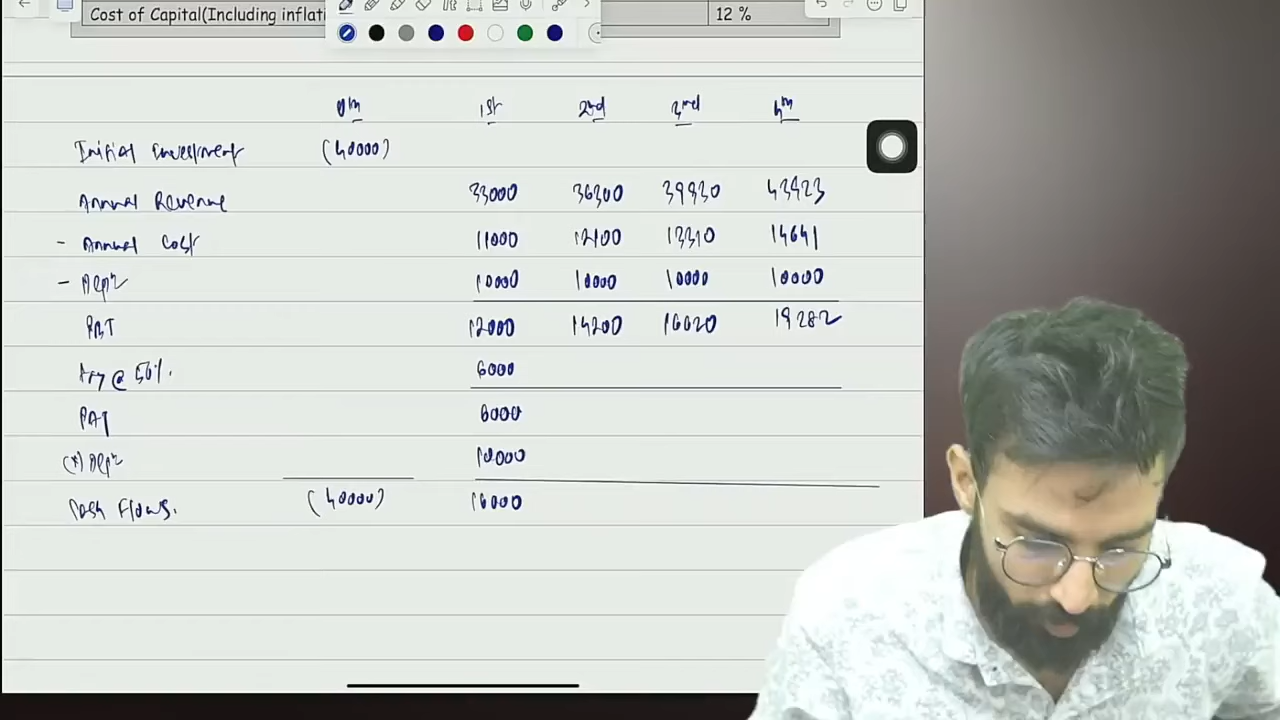 Cost of Capital(Including inflati 12 %
0th 1st 2nd 3rd 4th
Initial Investment (40000)
Annual Revenue 33000 36300 39930 43923
- Annual Cost 11000 12100 13310 14641
- Depn 10000 10000 10000 10000
PBT 12000 14200 16620 19282
Tax @ 50%. 6000
PAT 6000
(+) Depn 10000
Cash Flows. (40000) 16000